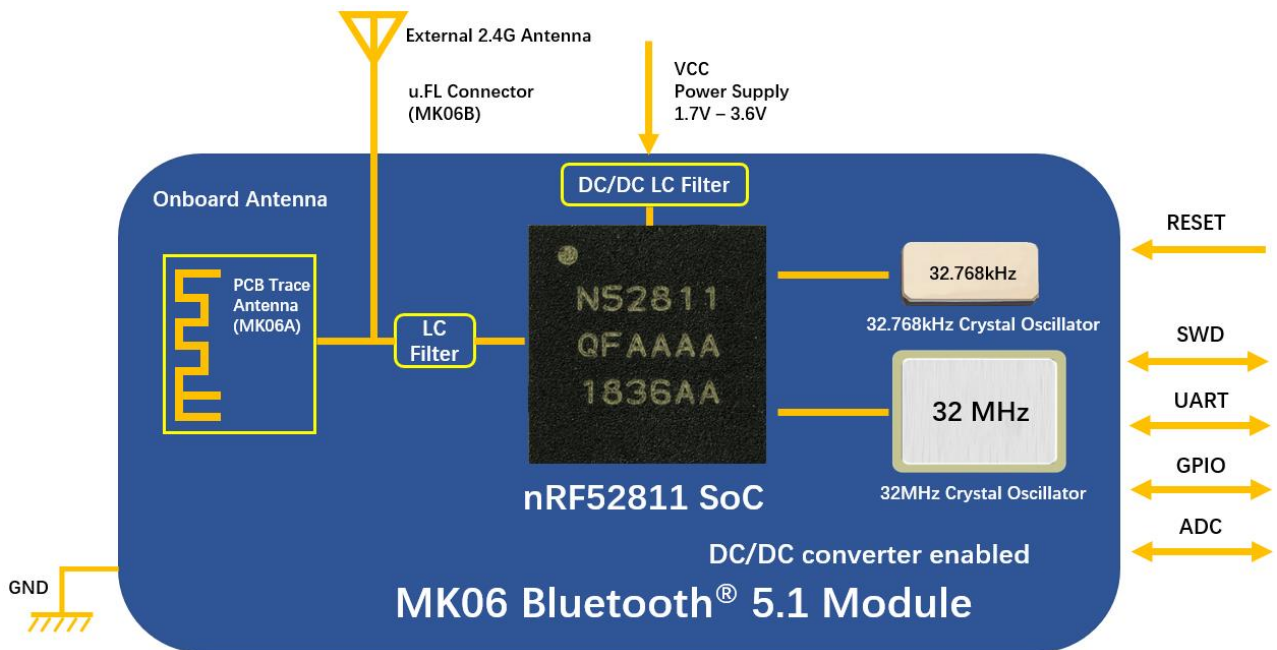 External 2.4G Antenna
u.FL Connector
(MK06B)
VCC
Power Supply
1.7V – 3.6V
DC/DC LC Filter
Onboard Antenna
PCB Trace
Antenna
(MK06A)
LC
Filter
N52811
QFAAAA
1836AA
nRF52811 SoC
32.768kHz
32.768kHz Crystal Oscillator
32 MHz
32MHz Crystal Oscillator
RESET
SWD
UART
GPIO
ADC
DC/DC converter enabled
GND
MK06 Bluetooth® 5.1 Module